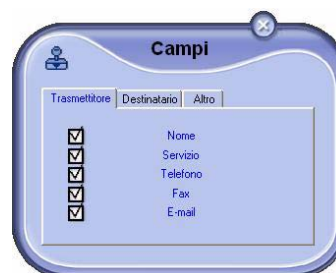 Campi
Trasmettitore Destinatario Altro
Nome
Servizio
Telefono
Fax
E-mail